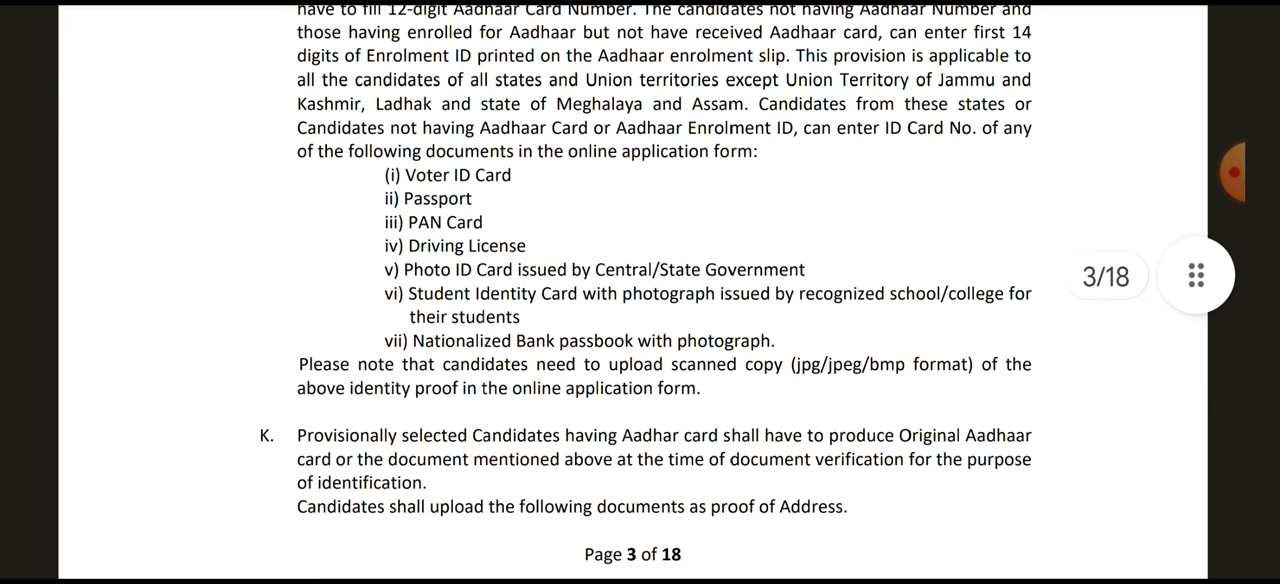 have to fill 12-digit Aadhaar Card Number. The candidates not having Aadhaar Number and
those having enrolled for Aadhaar but not have received Aadhaar card, can enter first 14
digits of Enrolment ID printed on the Aadhaar enrolment slip. This provision is applicable to
all the candidates of all states and Union territories except Union Territory of Jammu and
Kashmir, Ladhak and state of Meghalaya and Assam. Candidates from these states or
Candidates not having Aadhaar Card or Aadhaar Enrolment ID, can enter ID Card No. of any
of the following documents in the online application form:
(i) Voter ID Card
ii) Passport
iii) PAN Card
iv) Driving License
v) Photo ID Card issued by Central/State Government
vi) Student Identity Card with photograph issued by recognized school/college for
their students
vii) Nationalized Bank passbook with photograph.
Please note that candidates need to upload scanned copy (jpg/jpeg/bmp format) of the
above identity proof in the online application form.
K. Provisionally selected Candidates having Aadhar card shall have to produce Original Aadhaar
card or the document mentioned above at the time of document verification for the purpose
of identification.
Candidates shall upload the following documents as proof of Address.
Page 3 of 18
3/18